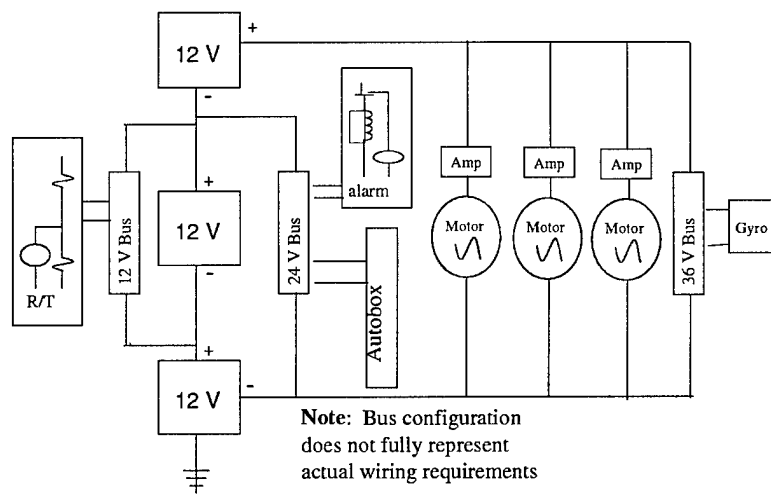 12 V
+
-
12 V Bus
R/T
+
12 V
-
24 V Bus
alarm
Autobox
Amp
Amp
Amp
Motor
Motor
Motor
36 V Bus
Gyro
+
12 V
-
Note: Bus configuration
does not fully represent
actual wiring requirements